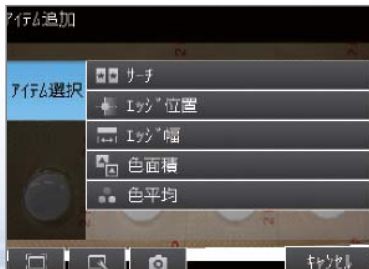 ｱｲﾃﾑ追加
ｱｲﾃﾑ選択
ｻｰﾁ
ｴｯｼﾞ位置
ｴｯｼﾞ幅
色面積
色平均
ｷｬﾝｾﾙ